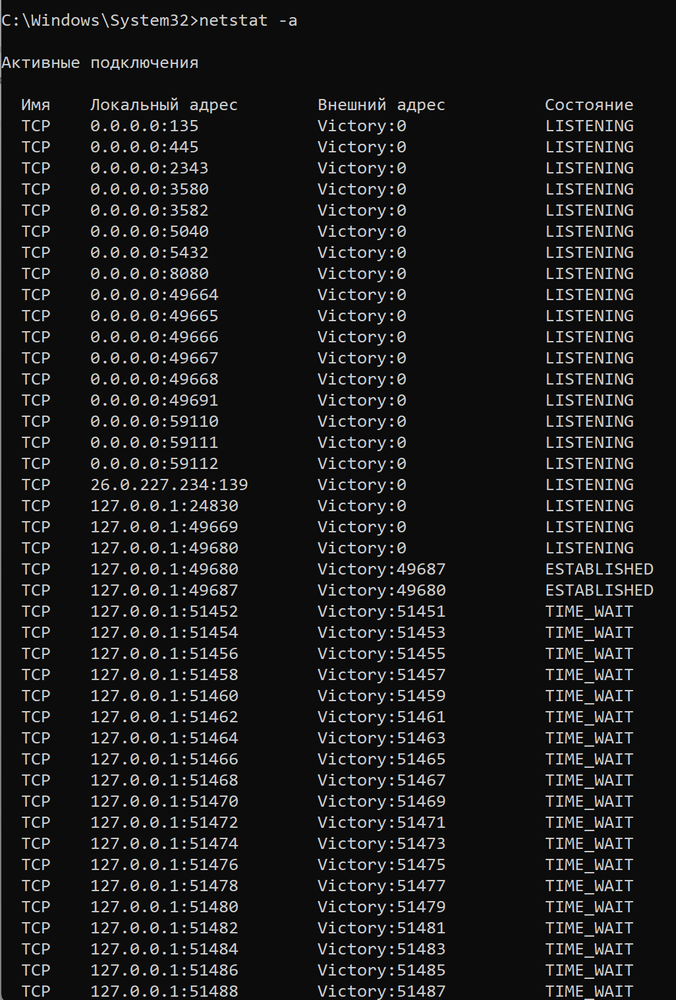 C:\Windows\System32>netstat -a
Активные подключения
Имя Локальный адрес Внешний адрес Состояние
TCP 0.0.0.0:135 Victory:0 LISTENING
TCP 0.0.0.0:445 Victory:0 LISTENING
TCP 0.0.0.0:2343 Victory:0 LISTENING
TCP 0.0.0.0:3580 Victory:0 LISTENING
TCP 0.0.0.0:3582 Victory:0 LISTENING
TCP 0.0.0.0:5040 Victory:0 LISTENING
TCP 0.0.0.0:5432 Victory:0 LISTENING
TCP 0.0.0.0:8080 Victory:0 LISTENING
TCP 0.0.0.0:49664 Victory:0 LISTENING
TCP 0.0.0.0:49665 Victory:0 LISTENING
TCP 0.0.0.0:49666 Victory:0 LISTENING
TCP 0.0.0.0:49667 Victory:0 LISTENING
TCP 0.0.0.0:49668 Victory:0 LISTENING
TCP 0.0.0.0:49691 Victory:0 LISTENING
TCP 0.0.0.0:59110 Victory:0 LISTENING
TCP 0.0.0.0:59111 Victory:0 LISTENING
TCP 0.0.0.0:59112 Victory:0 LISTENING
TCP 26.0.227.234:139 Victory:0 LISTENING
TCP 127.0.0.1:24830 Victory:0 LISTENING
TCP 127.0.0.1:49669 Victory:0 LISTENING
TCP 127.0.0.1:49680 Victory:0 LISTENING
TCP 127.0.0.1:49680 Victory:49687 ESTABLISHED
TCP 127.0.0.1:49687 Victory:49680 ESTABLISHED
TCP 127.0.0.1:51452 Victory:51451 TIME_WAIT
TCP 127.0.0.1:51454 Victory:51453 TIME_WAIT
TCP 127.0.0.1:51456 Victory:51455 TIME_WAIT
TCP 127.0.0.1:51458 Victory:51457 TIME_WAIT
TCP 127.0.0.1:51460 Victory:51459 TIME_WAIT
TCP 127.0.0.1:51462 Victory:51461 TIME_WAIT
TCP 127.0.0.1:51464 Victory:51463 TIME_WAIT
TCP 127.0.0.1:51466 Victory:51465 TIME_WAIT
TCP 127.0.0.1:51468 Victory:51467 TIME_WAIT
TCP 127.0.0.1:51470 Victory:51469 TIME_WAIT
TCP 127.0.0.1:51472 Victory:51471 TIME_WAIT
TCP 127.0.0.1:51474 Victory:51473 TIME_WAIT
TCP 127.0.0.1:51476 Victory:51475 TIME_WAIT
TCP 127.0.0.1:51478 Victory:51477 TIME_WAIT
TCP 127.0.0.1:51480 Victory:51479 TIME_WAIT
TCP 127.0.0.1:51482 Victory:51481 TIME_WAIT
TCP 127.0.0.1:51484 Victory:51483 TIME_WAIT
TCP 127.0.0.1:51486 Victory:51485 TIME_WAIT
TCP 127.0.0.1:51488 Victory:51487 TIME_WAIT